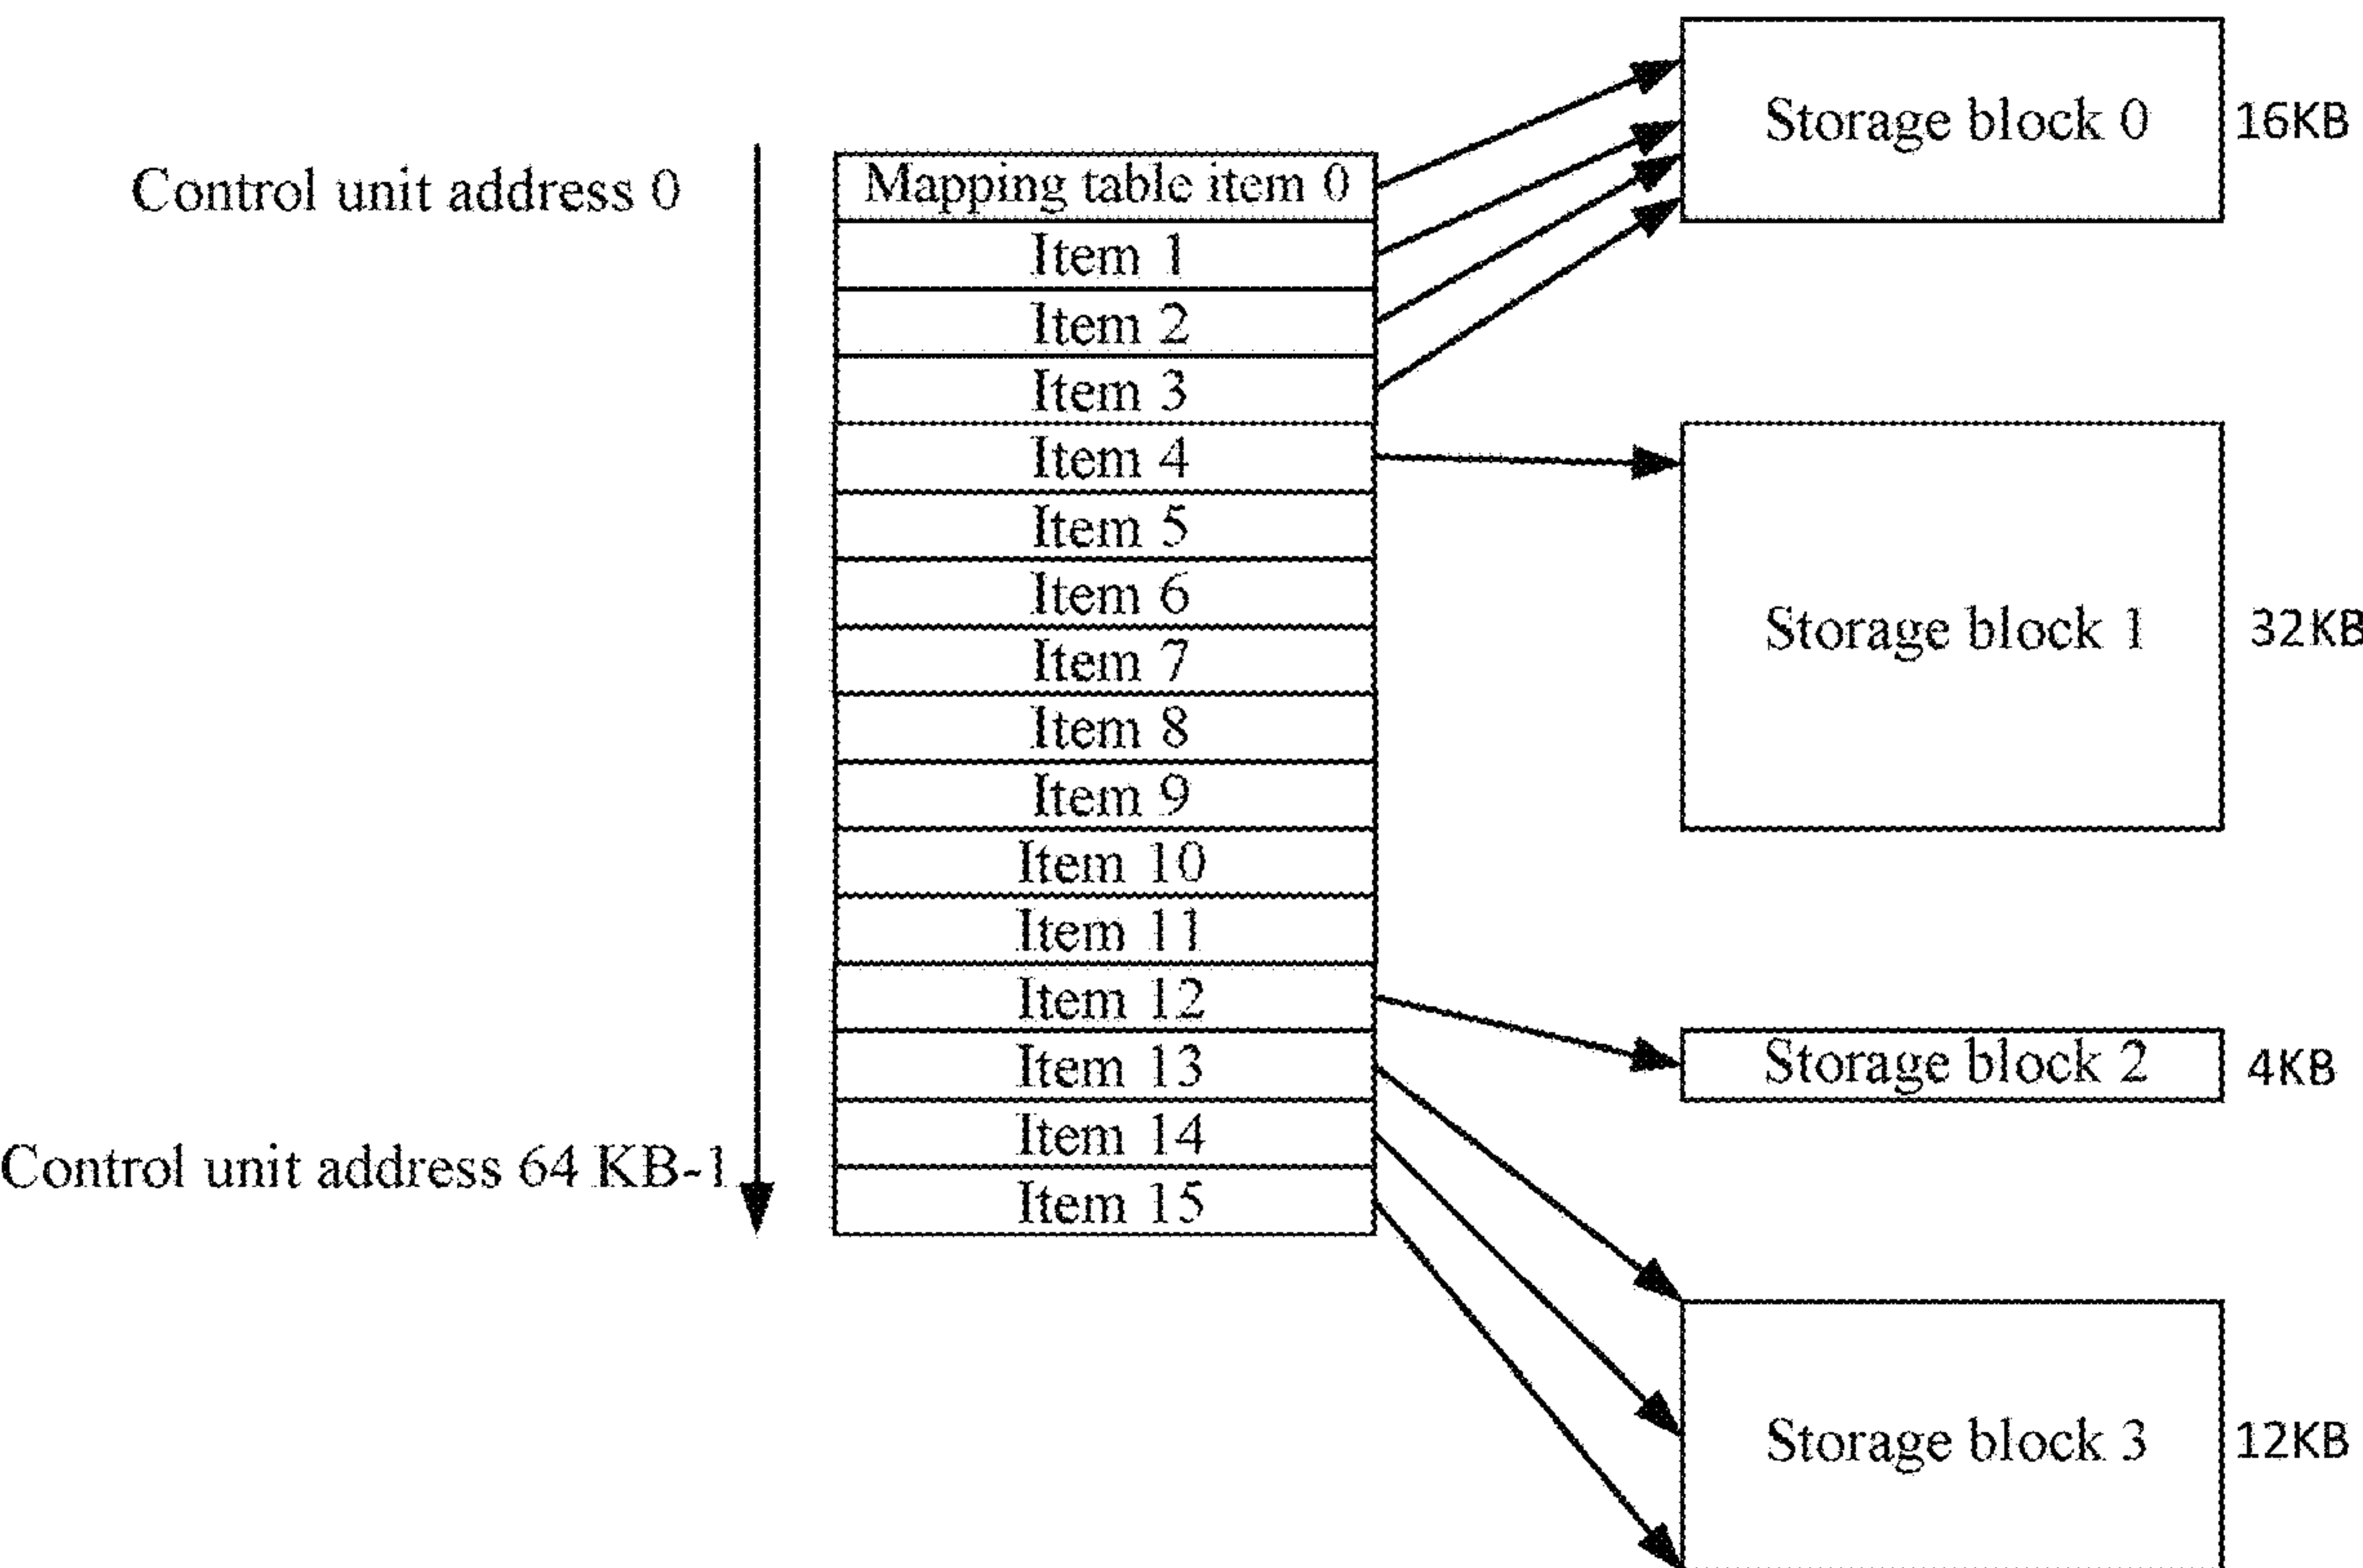 Control unit address 0
Control unit address 64 KB-1
Mapping table item 0
Item 1
Item 2
Item 3
Item 4
Item 5
Item 6
Item 7
Item 8
Item 9
Item 10
Item 11
Item 12
Item 13
Item 14
Item 15
Storage block 0
16KB
Storage block 1
32KB
Storage block 2
4KB
Storage block 3
12KB